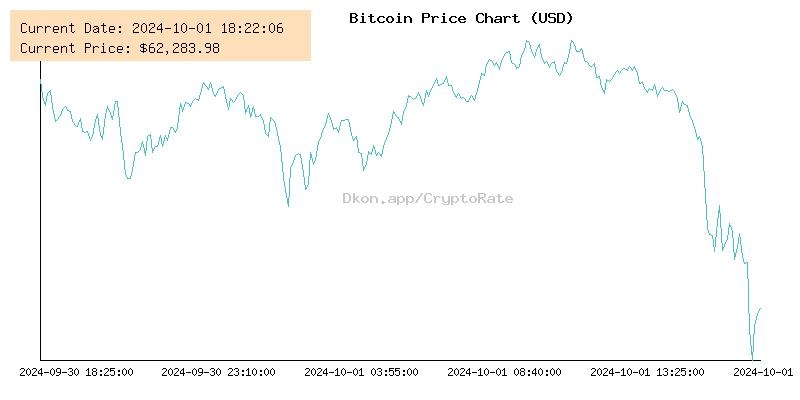 Bitcoin Price Chart (USD)
Current Date: 2024-10-01 18:22:06
Current Price: $62,283.98
Dkon.app/CryptoRate
2024-09-30 18:25:00 2024-09-30 23:10:00 2024-10-01 03:55:00 2024-10-01 08:40:00 2024-10-01 13:25:00 2024-10-01